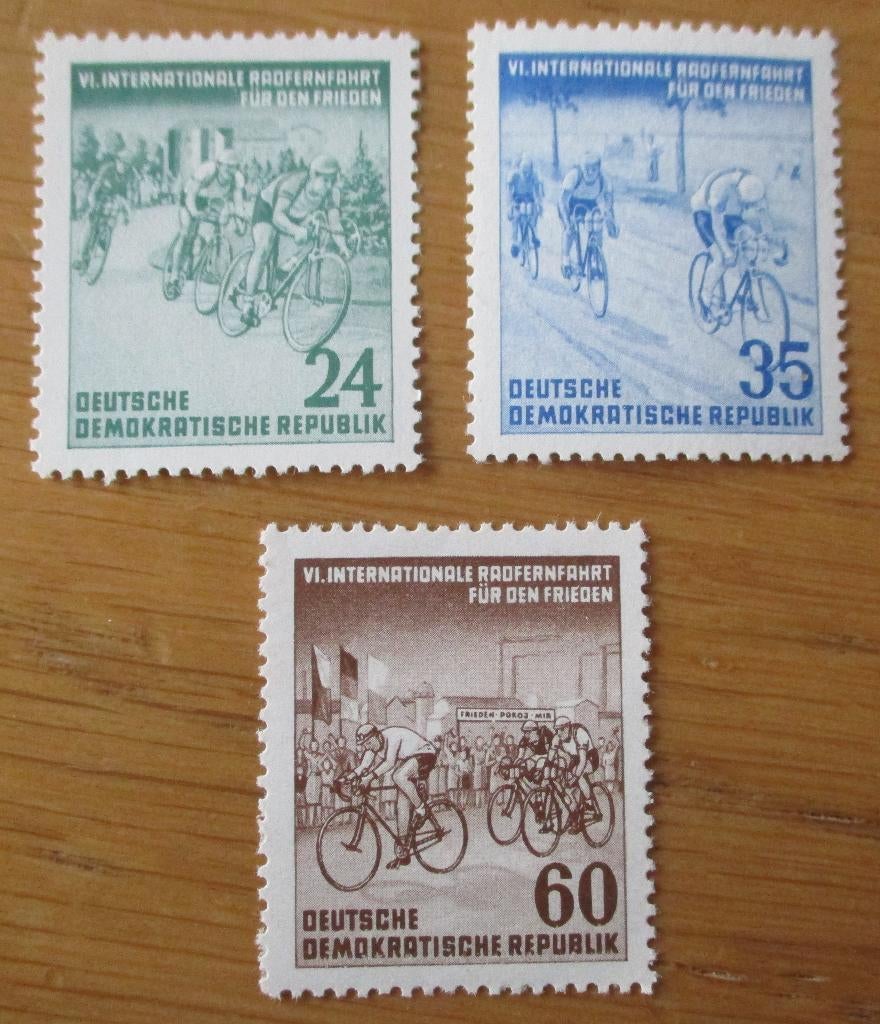 VI. INTERNATIONALE RADFERNFAHRT
FÜR DEN FRIEDEN
24
DEUTSCHE
DEMOKRATISCHE REPUBLIK
VI. INTERNATIONALE RADFERNFAHRT
FÜR DEN FRIEDEN
35
DEUTSCHE
DEMOKRATISCHE REPUBLIK
VI. INTERNATIONALE RADFERNFAHRT
FÜR DEN FRIEDEN
FRIEDEN · POKOJ · MIR
60
DEUTSCHE
DEMOKRATISCHE REPUBLIK